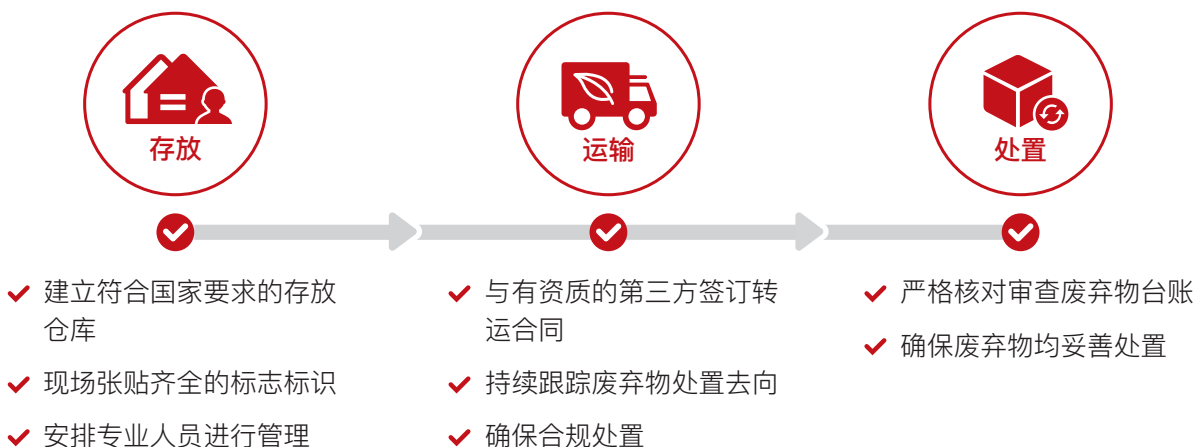 存放
运输
处置
建立符合国家要求的存放
仓库
现场张贴齐全的标志标识
安排专业人员进行管理
与有资质的第三方签订转
运合同
持续跟踪废弃物处置去向
确保合规处置
严格核对审查废弃物台账
确保废弃物均妥善处置